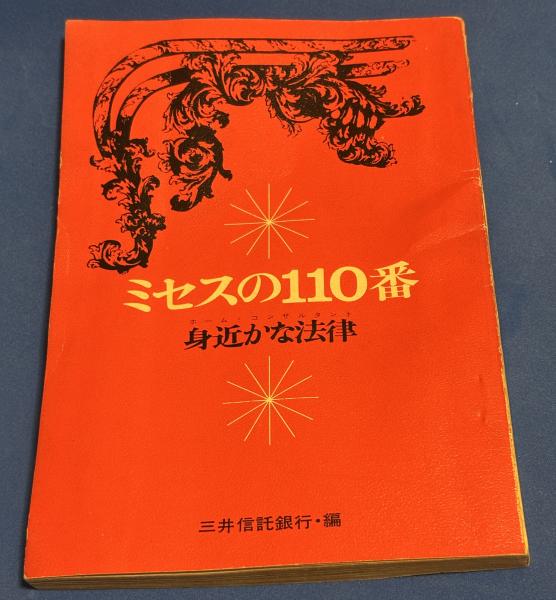 ミセスの110番
ホーム・コンサルタント
身近かな法律
三井信託銀行・編